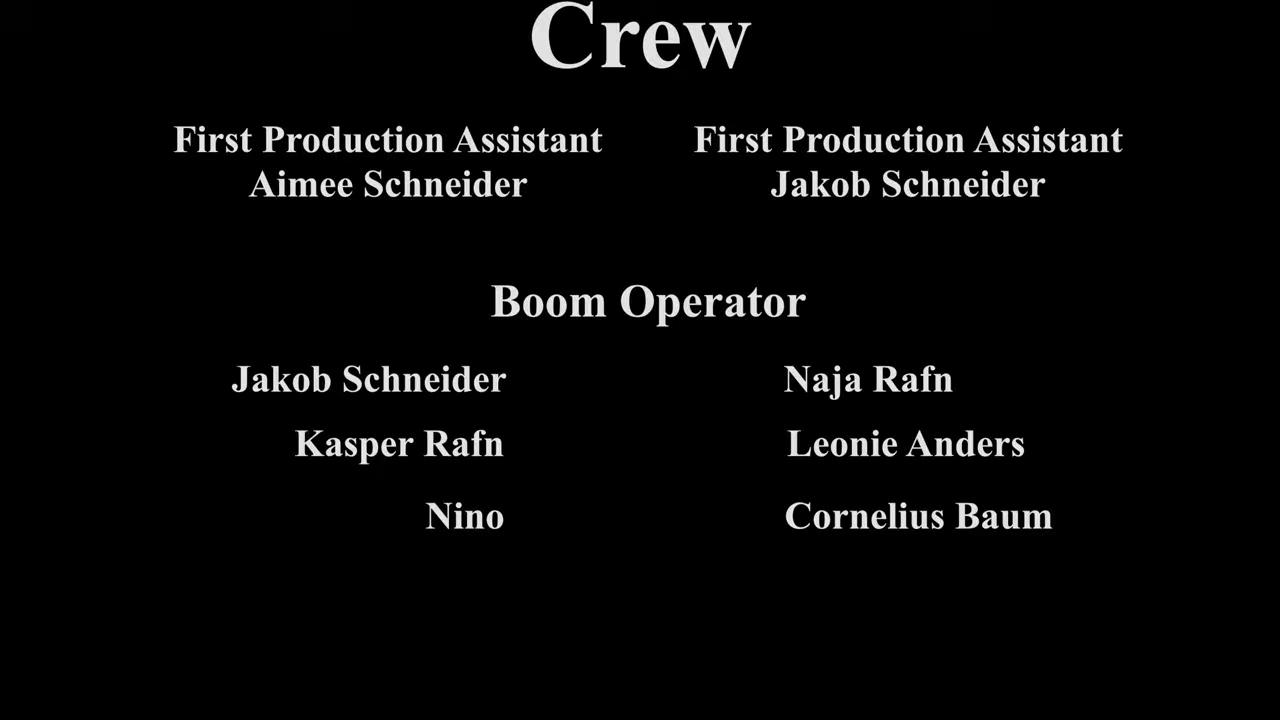 Crew
First Production Assistant
Aimee Schneider
First Production Assistant
Jakob Schneider
Boom Operator
Jakob Schneider
Naja Rafn
Kasper Rafn
Leonie Anders
Nino
Cornelius Baum